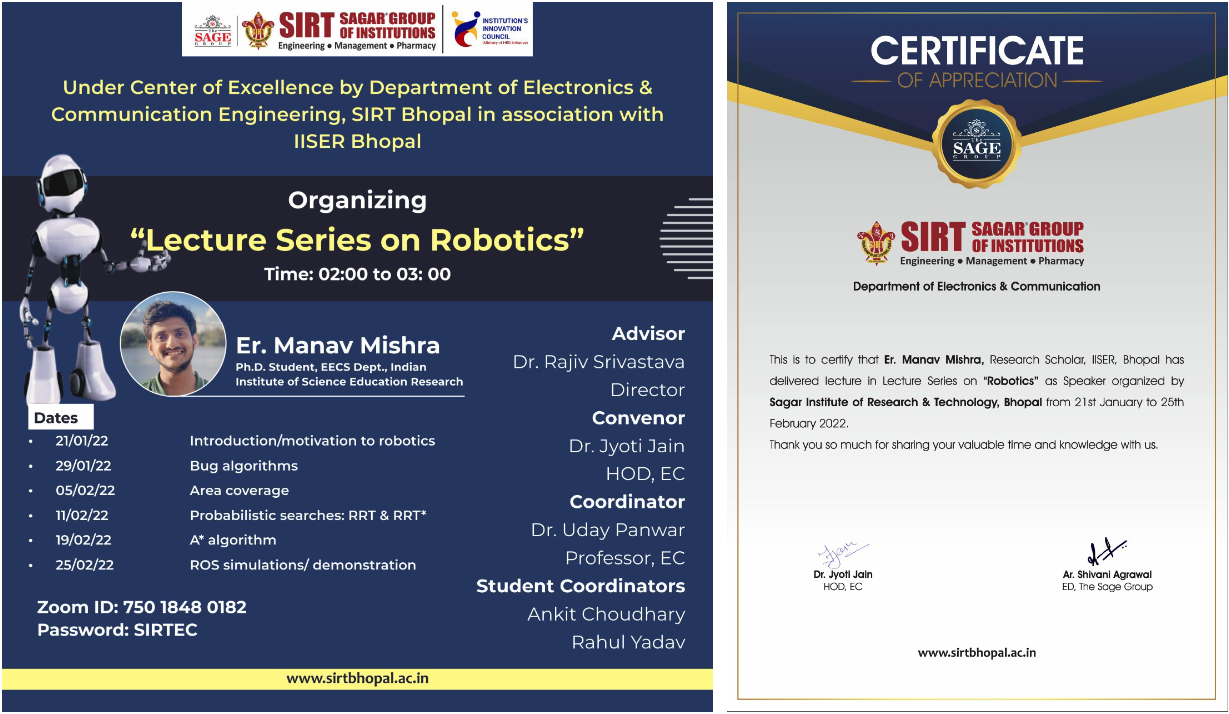 The
SAGE
GROUP
SIRT SAGAR GROUP
OF INSTITUTIONS
Engineering ● Management ● Pharmacy
INSTITUTION'S
INNOVATION
COUNCIL
(Ministry of HRD Initiative)
Under Center of Excellence by Department of Electronics &
Communication Engineering, SIRT Bhopal in association with
IISER Bhopal
Organizing
“Lecture Series on Robotics”
Time: 02:00 to 03: 00
Er. Manav Mishra
Ph.D. Student, EECS Dept., Indian
Institute of Science Education Research
Dates
• 21/01/22 Introduction/motivation to robotics
• 29/01/22 Bug algorithms
• 05/02/22 Area coverage
• 11/02/22 Probabilistic searches: RRT & RRT*
• 19/02/22 A* algorithm
• 25/02/22 ROS simulations/ demonstration
Zoom ID: 750 1848 0182
Password: SIRTEC
Advisor
Dr. Rajiv Srivastava
Director
Convenor
Dr. Jyoti Jain
HOD, EC
Coordinator
Dr. Uday Panwar
Professor, EC
Student Coordinators
Ankit Choudhary
Rahul Yadav
www.sirtbhopal.ac.in
CERTIFICATE
OF APPRECIATION
The
SAGE
GROUP
SIRT SAGAR GROUP
OF INSTITUTIONS
Engineering ● Management ● Pharmacy
Department of Electronics & Communication
This is to certify that Er. Manav Mishra, Research Scholar, IISER, Bhopal has
delivered lecture in Lecture Series on "Robotics" as Speaker organized by
Sagar Institute of Research & Technology, Bhopal from 21st January to 25th
February 2022.
Thank you so much for sharing your valuable time and knowledge with us.
Dr. Jyoti Jain
HOD, EC
Ar. Shivani Agrawal
ED, The Sage Group
www.sirtbhopal.ac.in